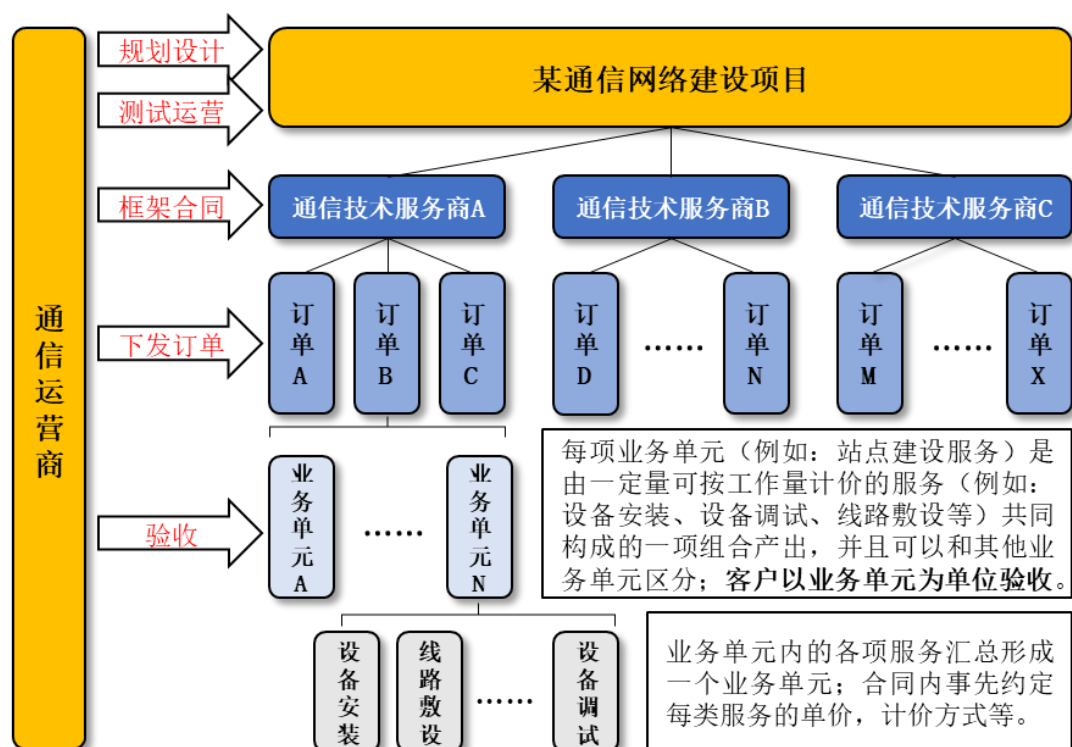 通信运营商
规划设计
测试运营
某通信网络建设项目
框架合同
通信技术服务商A
通信技术服务商B
通信技术服务商C
下发订单
订单A
订单B
订单C
订单D
……
订单N
订单M
……
订单X
验收
业务单元A
……
业务单元N
每项业务单元（例如：站点建设服务）是
由一定量可按工作量计价的服务（例如：
设备安装、设备调试、线路敷设等）共同
构成的一项组合产出，并且可以和其他业
务单元区分；客户以业务单元为单位验收。
设备安装
线路敷设
……
设备调试
业务单元内的各项服务汇总形成
一个业务单元；合同内事先约定
每类服务的单价，计价方式等。